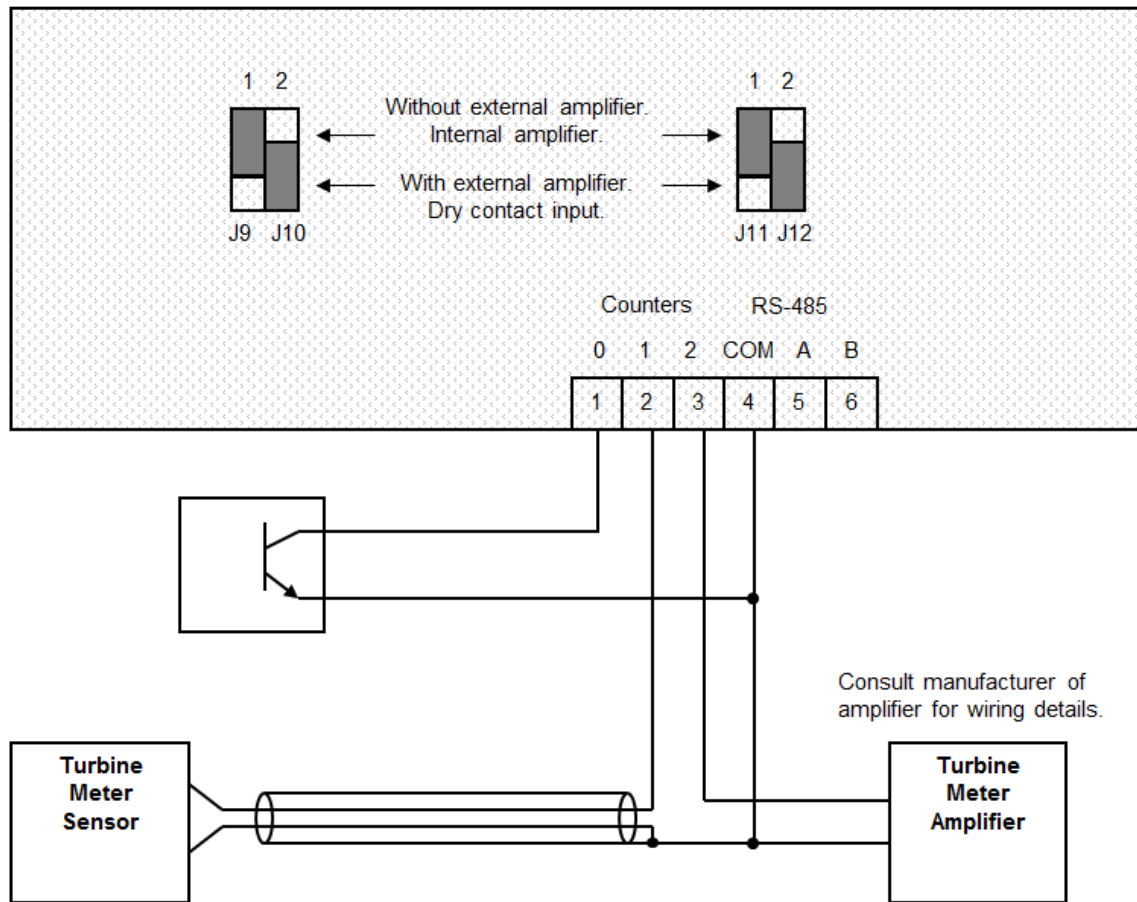 1 2
1 2
Without external amplifier.
Internal amplifier.
With external amplifier.
Dry contact input.
J9 J10
J11 J12
Counters RS-485
0 1 2 COM A B
1 2 3 4 5 6
Consult manufacturer of
amplifier for wiring details.
Turbine
Meter
Sensor
Turbine
Meter
Amplifier